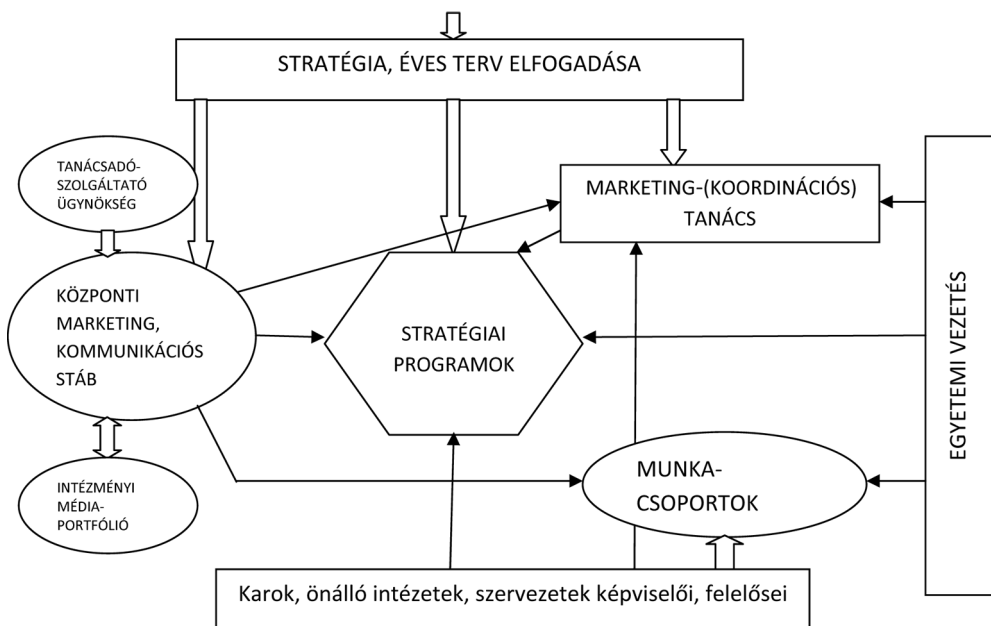 STRATÉGIA, ÉVES TERV ELFOGADÁSA
TANÁCSADÓ-
SZOLGÁLTATÓ
ÜGYNÖKSÉG
MARKETING-(KOORDINÁCIÓS)
TANÁCS
KÖZPONTI
MARKETING,
KOMMUNIKÁCIÓS
STÁB
STRATÉGIAI
PROGRAMOK
EGYETEMI VEZETÉS
INTÉZMÉNYI
MÉDIA-
PORTFÓLIÓ
MUNKA-
CSOPORTOK
Karok, önálló intézetek, szervezetek képviselői, felelősei